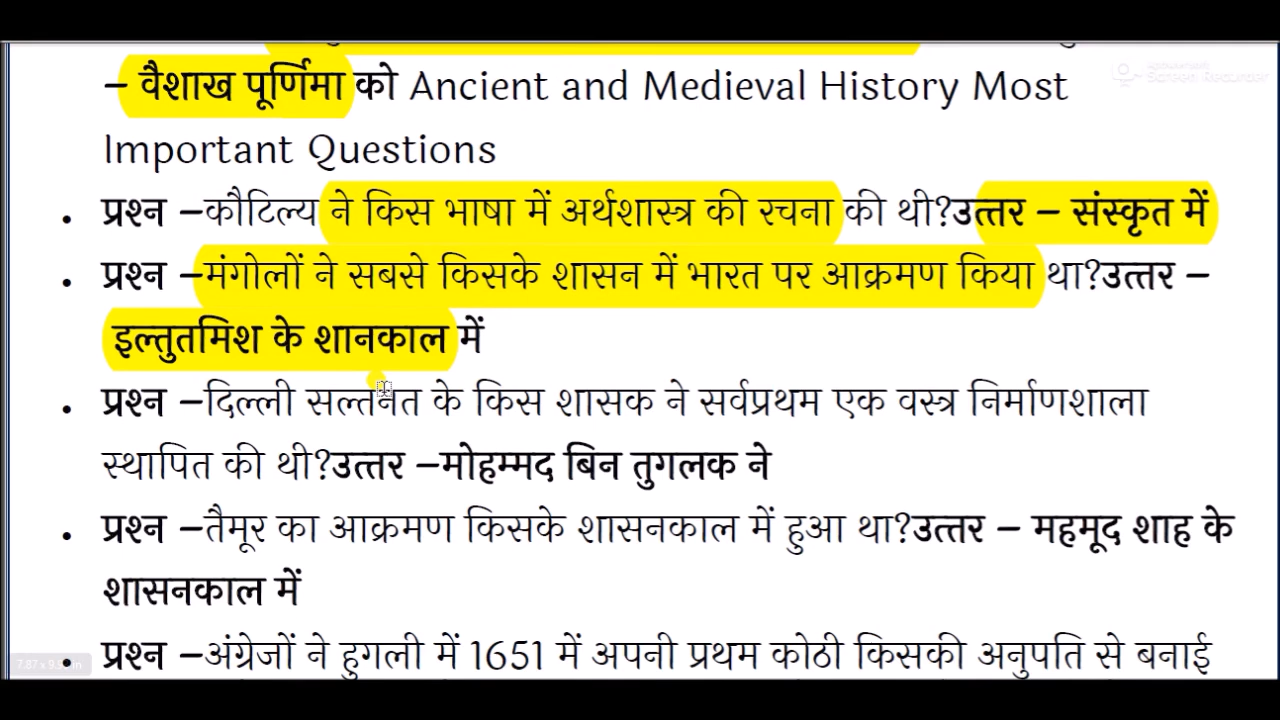 – वैशाख पूर्णिमा को Ancient and Medieval History Most
Important Questions
• प्रश्न –कौटिल्य ने किस भाषा में अर्थशास्त्र की रचना की थी?उत्तर – संस्कृत में
• प्रश्न –मंगोलों ने सबसे किसके शासन में भारत पर आक्रमण किया था?उत्तर –
इल्तुतमिश के शानकाल में
• प्रश्न –दिल्ली सल्तनत के किस शासक ने सर्वप्रथम एक वस्त्र निर्माणशाला
स्थापित की थी?उत्तर –मोहम्मद बिन तुगलक ने
• प्रश्न –तैमूर का आक्रमण किसके शासनकाल में हुआ था?उत्तर – महमूद शाह के
शासनकाल में
• प्रश्न –अंग्रेजों ने हुगली में 1651 में अपनी प्रथम कोठी किसकी अनुपति से बनाई
Screen Recorder